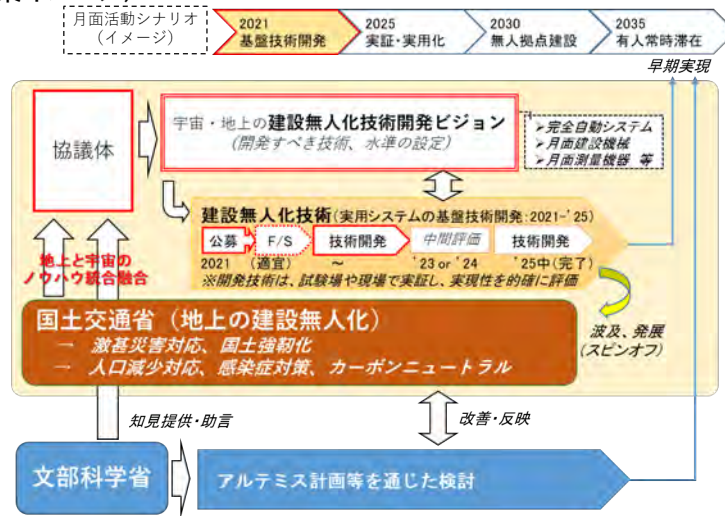 月面活動シナリオ
(イメージ)
2021
基盤技術開発
2025
実証・実用化
2030
無人拠点建設
2035
有人常時滞在
早期実現
協議体
宇宙・地上の建設無人化技術開発ビジョン
(開発すべき技術、水準の設定)
➢完全自動システム
➢月面建設機械
➢月面測量機器 等
建設無人化技術(実用システムの基盤技術開発:2021-'25)
公募
F/S
技術開発
中間評価
技術開発
2021 (適宜) ～ '23 or '24 '25中(完了)
※開発技術は、試験場や現場で実証し、実現性を的確に評価
地上と宇宙の
ノウハウ統合融合
国土交通省(地上の建設無人化)
→ 激甚災害対応、国土強靭化
→ 人口減少対応、感染症対策、カーボンニュートラル
波及、発展
(スピンオフ)
知見提供・助言
改善・反映
文部科学省
アルテミス計画等を通じた検討